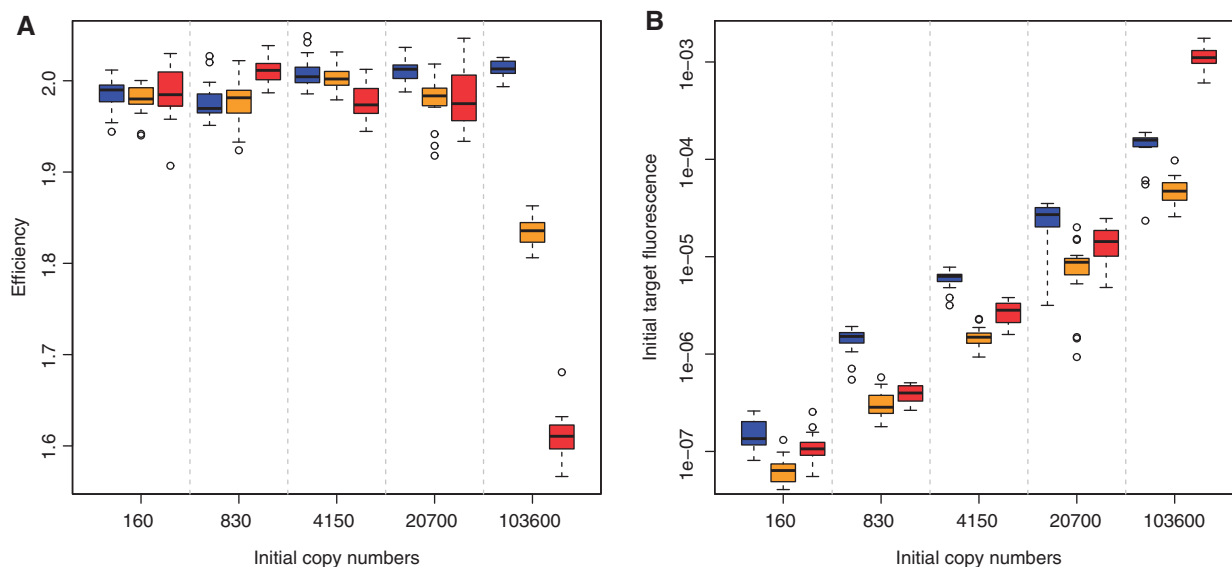 A
Efficiency
2.0
1.9
1.8
1.7
1.6
160 830 4150 20700 103600
Initial copy numbers
B
Initial target fluorescence
1e−03
1e−04
1e−05
1e−06
1e−07
160 830 4150 20700 103600
Initial copy numbers